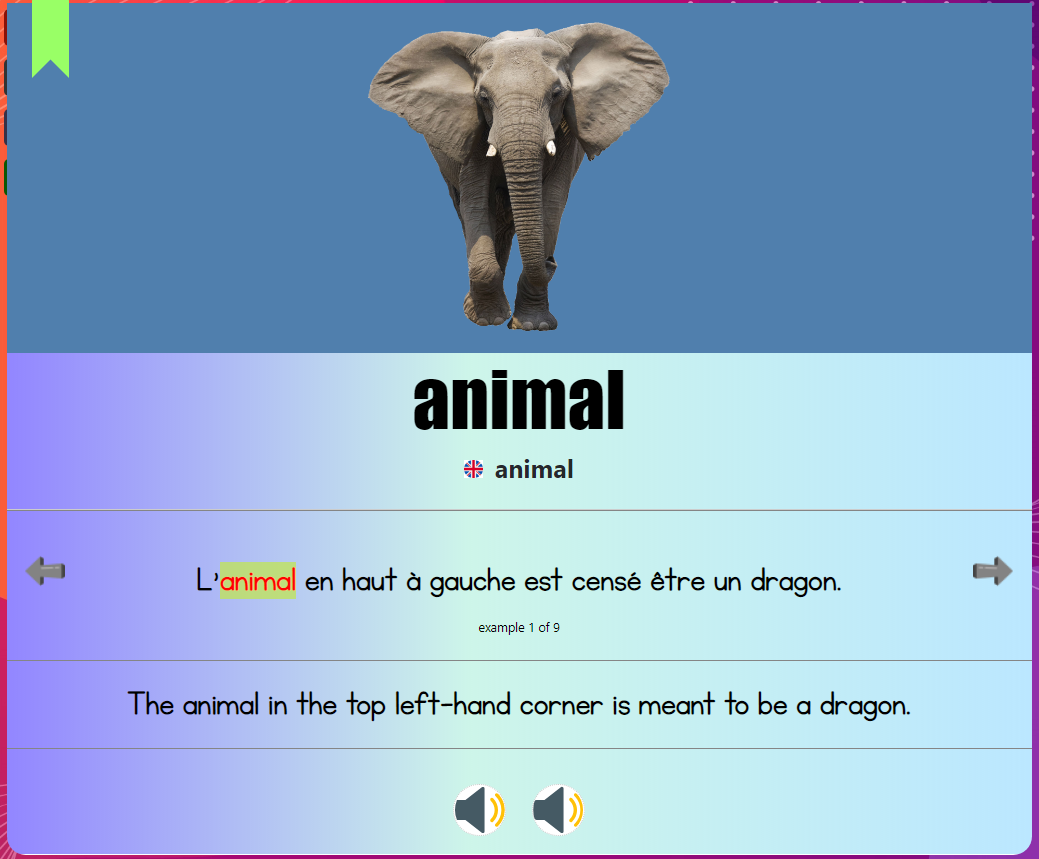 animal
animal
L'animal en haut à gauche est censé être un dragon.
example 1 of 9
The animal in the top left-hand corner is meant to be a dragon.